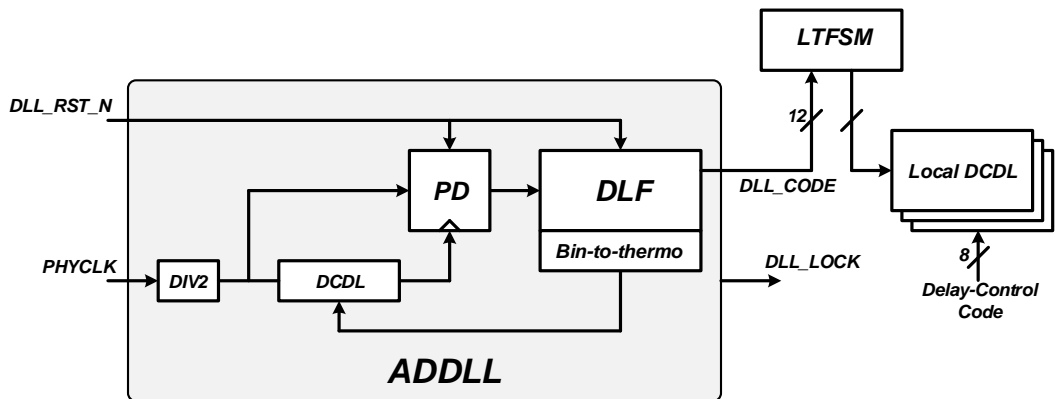 LTFSM
DLL_RST_N
12
PD
DLF
DLL_CODE
Local DCDL
Bin-to-thermo
PHYCLK
DIV2
DCDL
DLL_LOCK
8
Delay-Control
Code
ADDLL